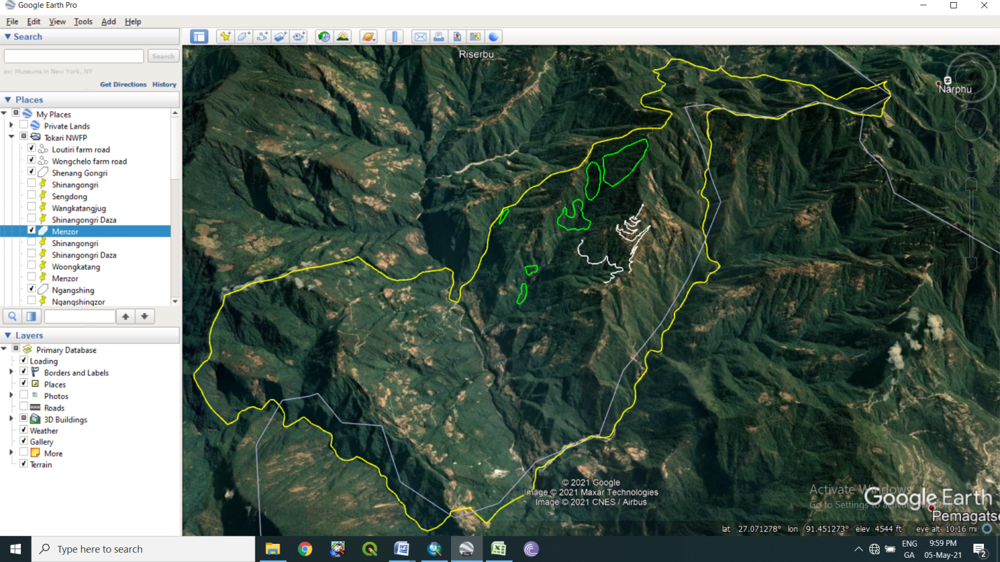 Google Earth Pro
File Edit View Tools Add Help
Search
Search
ex: Museums in New York, NY
Get Directions History
Places
My Places
Private Lands
Tokari NWFP
Loutiri farm road
Wongchelo farm road
Shenang Gongri
Shinangongri
Sengdong
Wangkatangjug
Shinangongri Daza
Menzor
Shinangongri
Shinangongri Daza
Woongkatang
Menzor
Ngangshing
Ngangshingzor
Layers
Primary Database
Loading
Borders and Labels
Places
Photos
Roads
3D Buildings
Weather
Gallery
More
Terrain
Riserbu
Narphu
© 2021 Google
Image © 2021 Maxar Technologies
Image © 2021 CNES / Airbus
Activate Windows
Go to Settings to activate
Google Earth
Pemagats
lat 27.071278° lon 91.451273° elev 4544 ft eye alt 10.16 mi
Type here to search
ENG
GA
9:59 PM
05-May-21
2